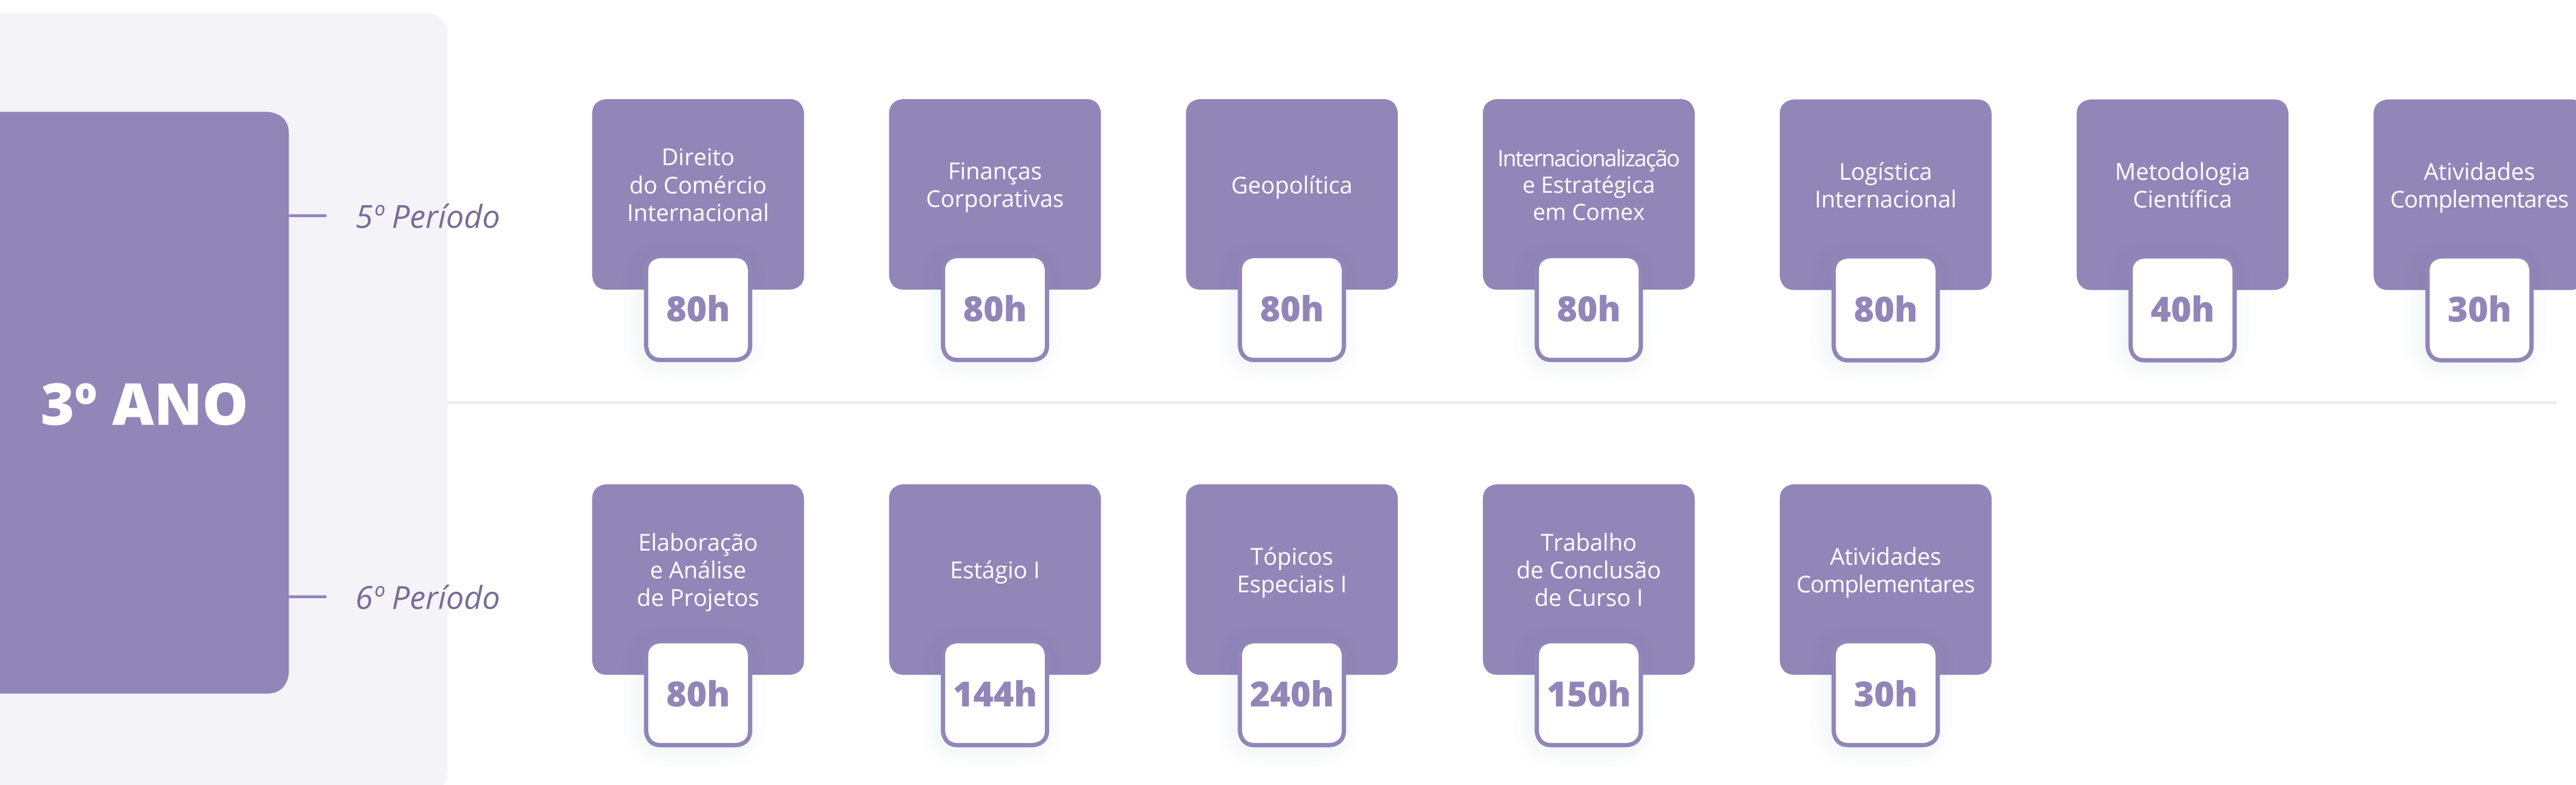 3º ANO
5º Período
Direito
do Comércio
Internacional
80h
Finanças
Corporativas
80h
Geopolítica
80h
Internacionalização
e Estratégica
em Comex
80h
Logística
Internacional
80h
Metodologia
Científica
40h
Atividades
Complementares
30h
6º Período
Elaboração
e Análise
de Projetos
80h
Estágio I
144h
Tópicos
Especiais I
240h
Trabalho
de Conclusão
de Curso I
150h
Atividades
Complementares
30h